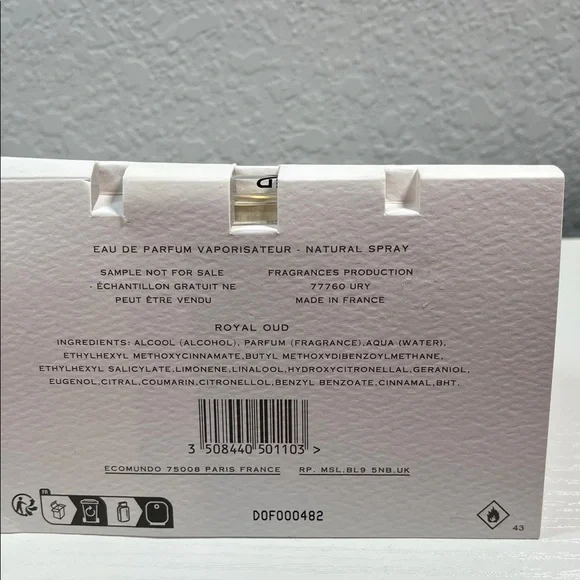 EAU DE PARFUM VAPORISATEUR - NATURAL SPRAY
SAMPLE NOT FOR SALE
- ÉCHANTILLON GRATUIT NE
PEUT ÊTRE VENDU
FRAGRANCES PRODUCTION
77760 URY
MADE IN FRANCE
ROYAL OUD
INGREDIENTS: ALCOOL (ALCOHOL), PARFUM (FRAGRANCE),AQUA (WATER),
ETHYLHEXYL METHOXYCINNAMATE,BUTYL METHOXYDIBENZOYLMETHANE,
ETHYLHEXYL SALICYLATE,LIMONENE,LINALOOL,HYDROXYCITRONELLAL,GERANIOL,
EUGENOL,CITRAL,COUMARIN,CITRONELLOL,BENZYL BENZOATE,CINNAMAL,BHT.
3 508440 501103 >
ECOMUNDO 75008 PARIS FRANCE RP. MSL.BL9 5NB.UK
FR
D0F000482
43